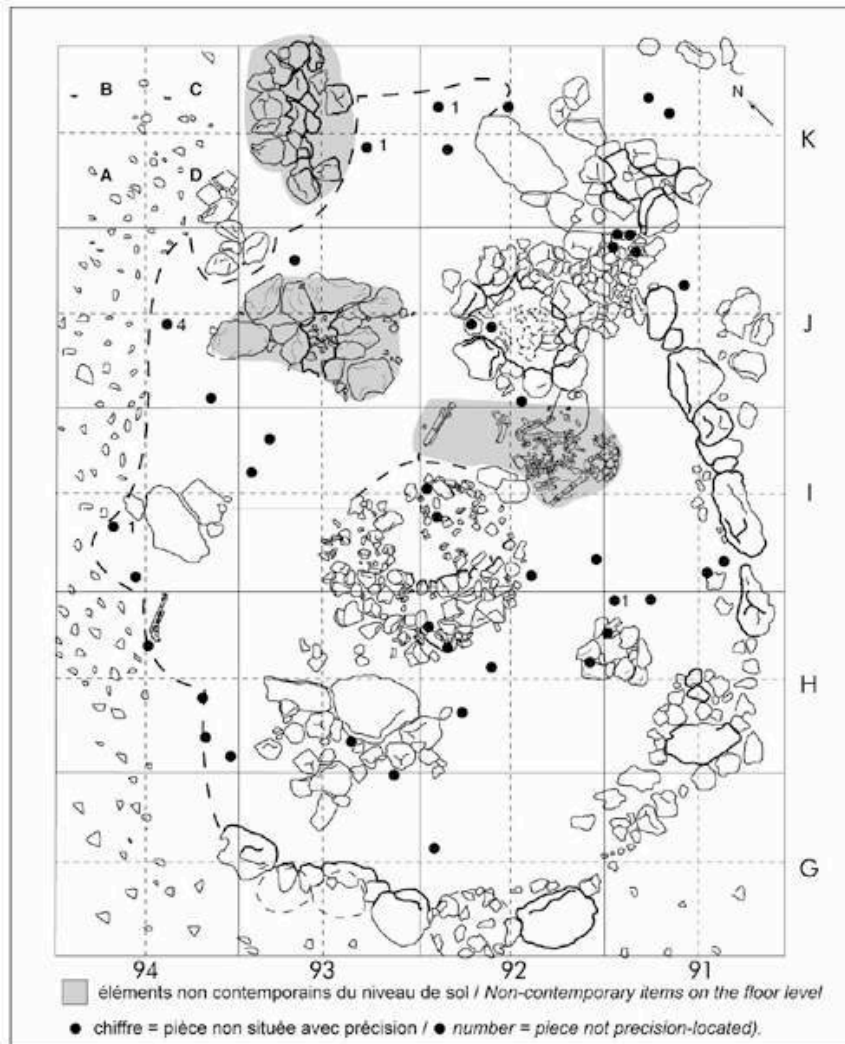 B C
1
N
1
K
A D
4
J
1
I
1
H
G
94 93 92 91
éléments non contemporains du niveau de sol / Non-contemporary items on the floor level
chiffre = pièce non située avec précision / ● number = piece not precision-located).